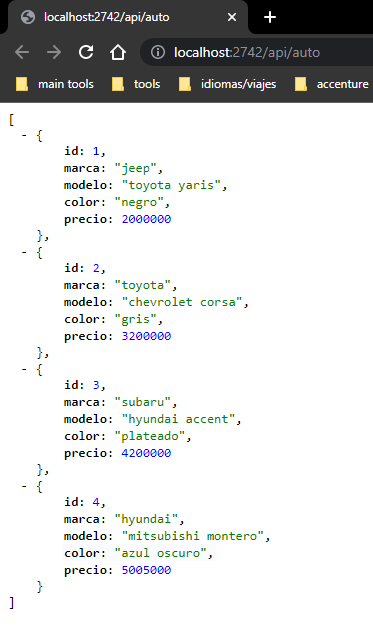 localhost:2742/api/auto
localhost:2742/api/auto
main tools tools idiomas/viajes accenture
[
- {
id: 1,
marca: "jeep",
modelo: "toyota yaris",
color: "negro",
precio: 2000000
},
- {
id: 2,
marca: "toyota",
modelo: "chevrolet corsa",
color: "gris",
precio: 3200000
},
- {
id: 3,
marca: "subaru",
modelo: "hyundai accent",
color: "plateado",
precio: 4200000
},
- {
id: 4,
marca: "hyundai",
modelo: "mitsubishi montero",
color: "azul oscuro",
precio: 5005000
}
]